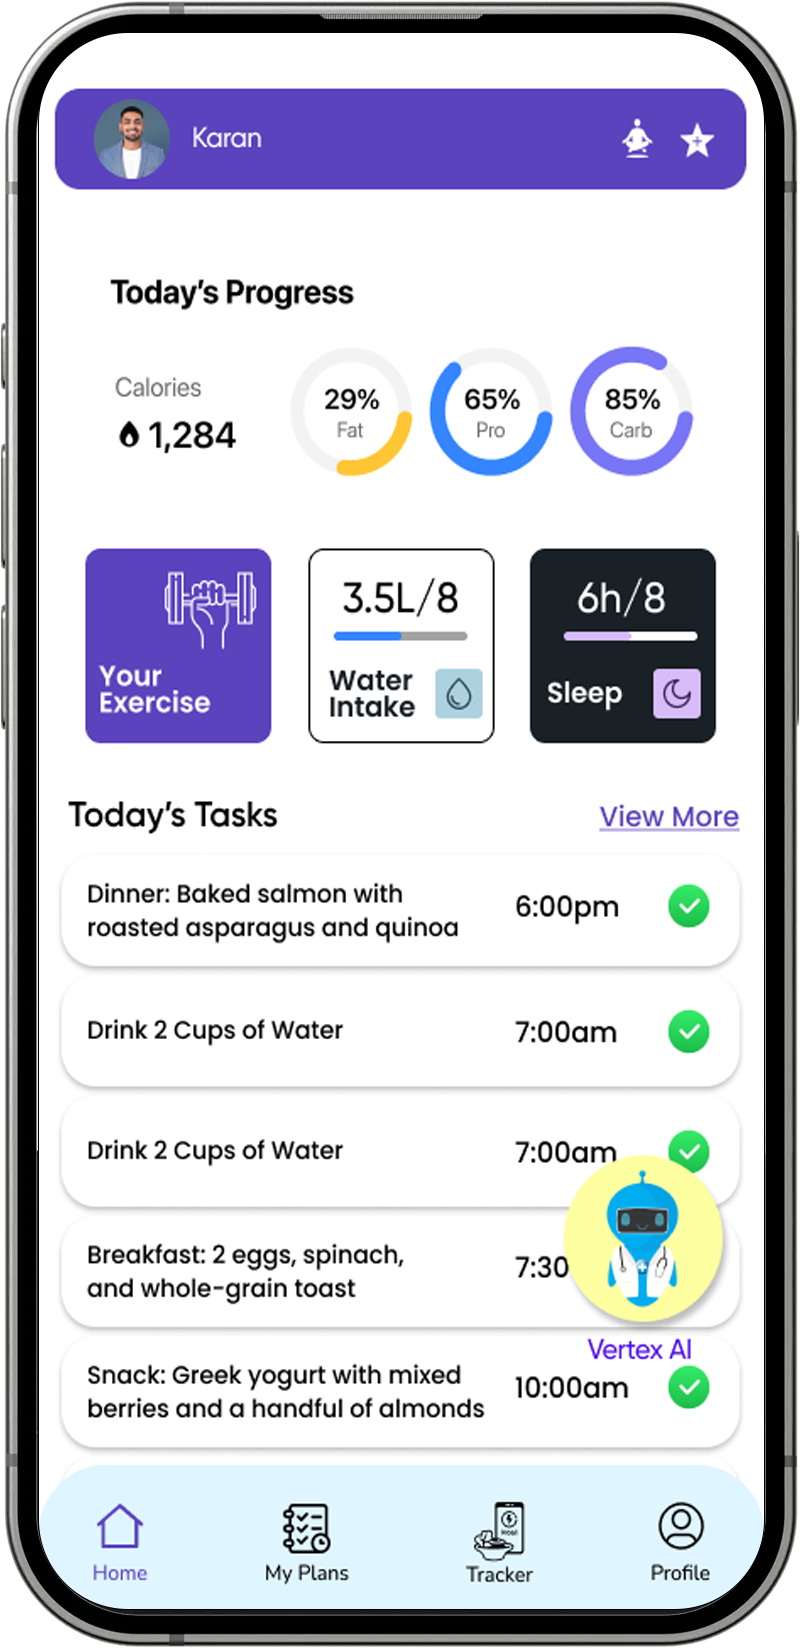 Karan
Today's Progress
Calories
1,284
29%
Fat
65%
Pro
85%
Carb
Your
Exercise
3.5L/8
Water
Intake
6h/8
Sleep
Today's Tasks
View More
Dinner: Baked salmon with
roasted asparagus and quinoa
6:00pm
Drink 2 Cups of Water
7:00am
Drink 2 Cups of Water
7:00am
Breakfast: 2 eggs, spinach,
and whole-grain toast
7:30
Vertex AI
Snack: Greek yogurt with mixed
berries and a handful of almonds
10:00am
Home
My Plans
Tracker
Profile